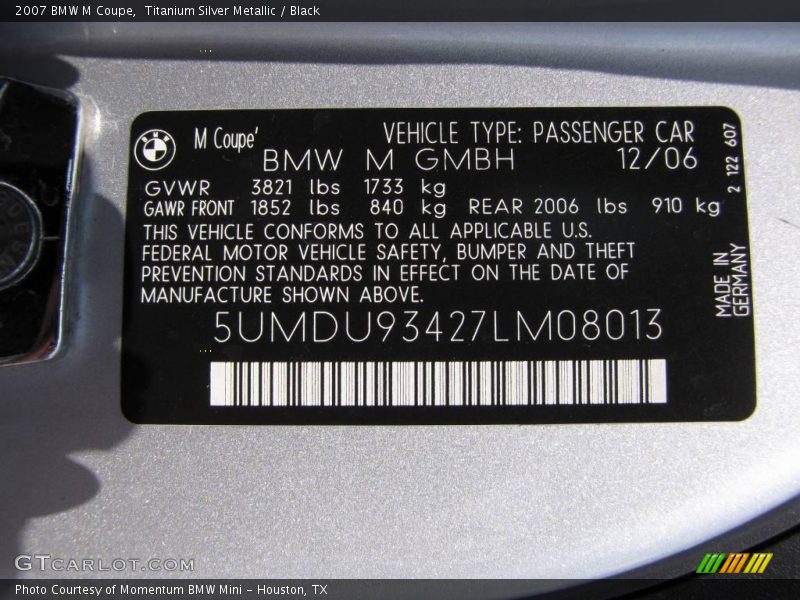 2007 BMW M Coupe,  Titanium Silver Metallic / Black
BMW
M Coupe'
VEHICLE TYPE: PASSENGER CAR
BMW M GMBH
12/06
GVWR 3821 lbs 1733 kg
GAWR FRONT 1852 lbs 840 kg REAR 2006 lbs 910 kg
THIS VEHICLE CONFORMS TO ALL APPLICABLE U.S.
FEDERAL MOTOR VEHICLE SAFETY, BUMPER AND THEFT
PREVENTION STANDARDS IN EFFECT ON THE DATE OF
MANUFACTURE SHOWN ABOVE.
5UMDU93427LM08013
2 122 607
MADE IN
GERMANY
GTCarLot.com
Photo Courtesy of Momentum BMW Mini - Houston, TX